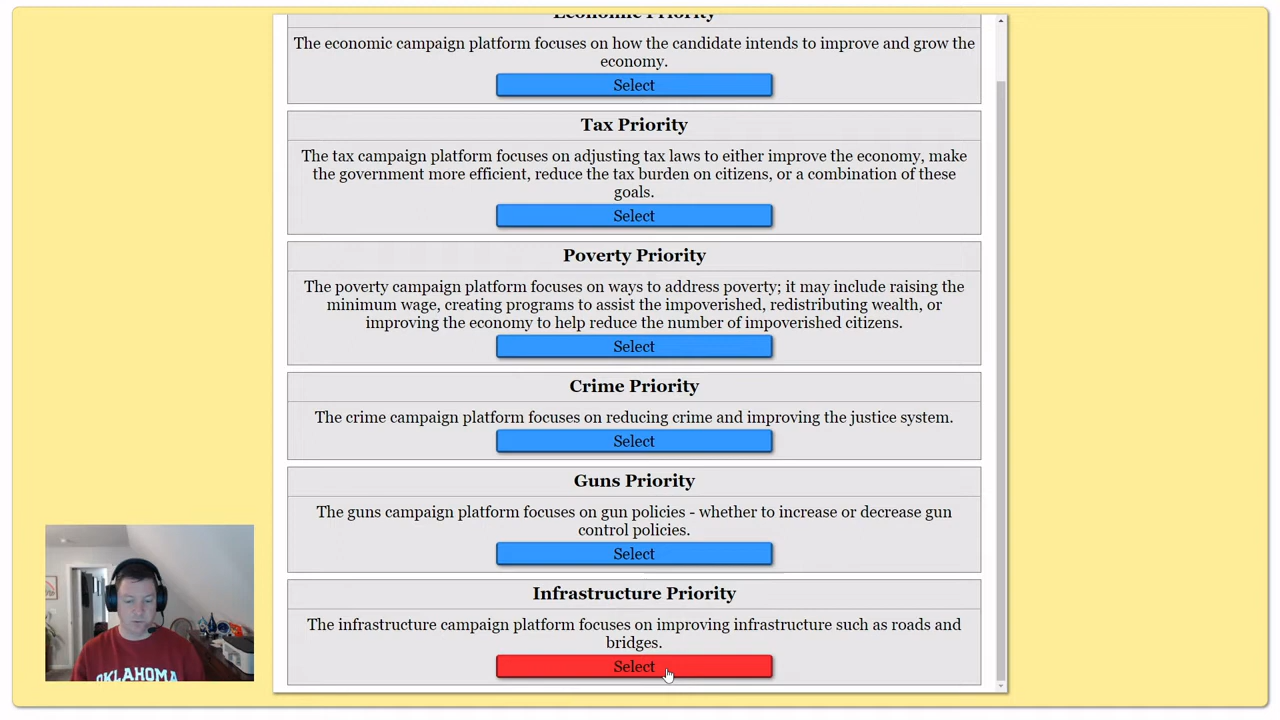 Economic Priority
The economic campaign platform focuses on how the candidate intends to improve and grow the
economy.
Select
Tax Priority
The tax campaign platform focuses on adjusting tax laws to either improve the economy, make
the government more efficient, reduce the tax burden on citizens, or a combination of these
goals.
Select
Poverty Priority
The poverty campaign platform focuses on ways to address poverty; it may include raising the
minimum wage, creating programs to assist the impoverished, redistributing wealth, or
improving the economy to help reduce the number of impoverished citizens.
Select
Crime Priority
The crime campaign platform focuses on reducing crime and improving the justice system.
Select
Guns Priority
The guns campaign platform focuses on gun policies - whether to increase or decrease gun
control policies.
Select
Infrastructure Priority
The infrastructure campaign platform focuses on improving infrastructure such as roads and
bridges.
Select
OKLAHOMA